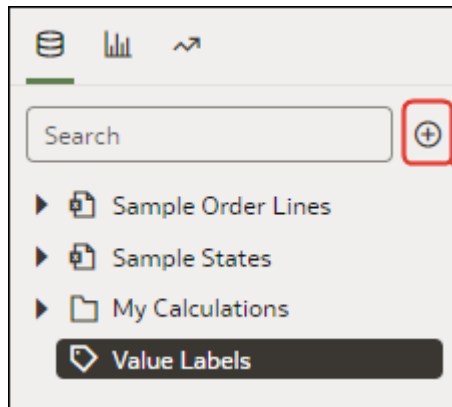 Search
Sample Order Lines
Sample States
My Calculations
Value Labels